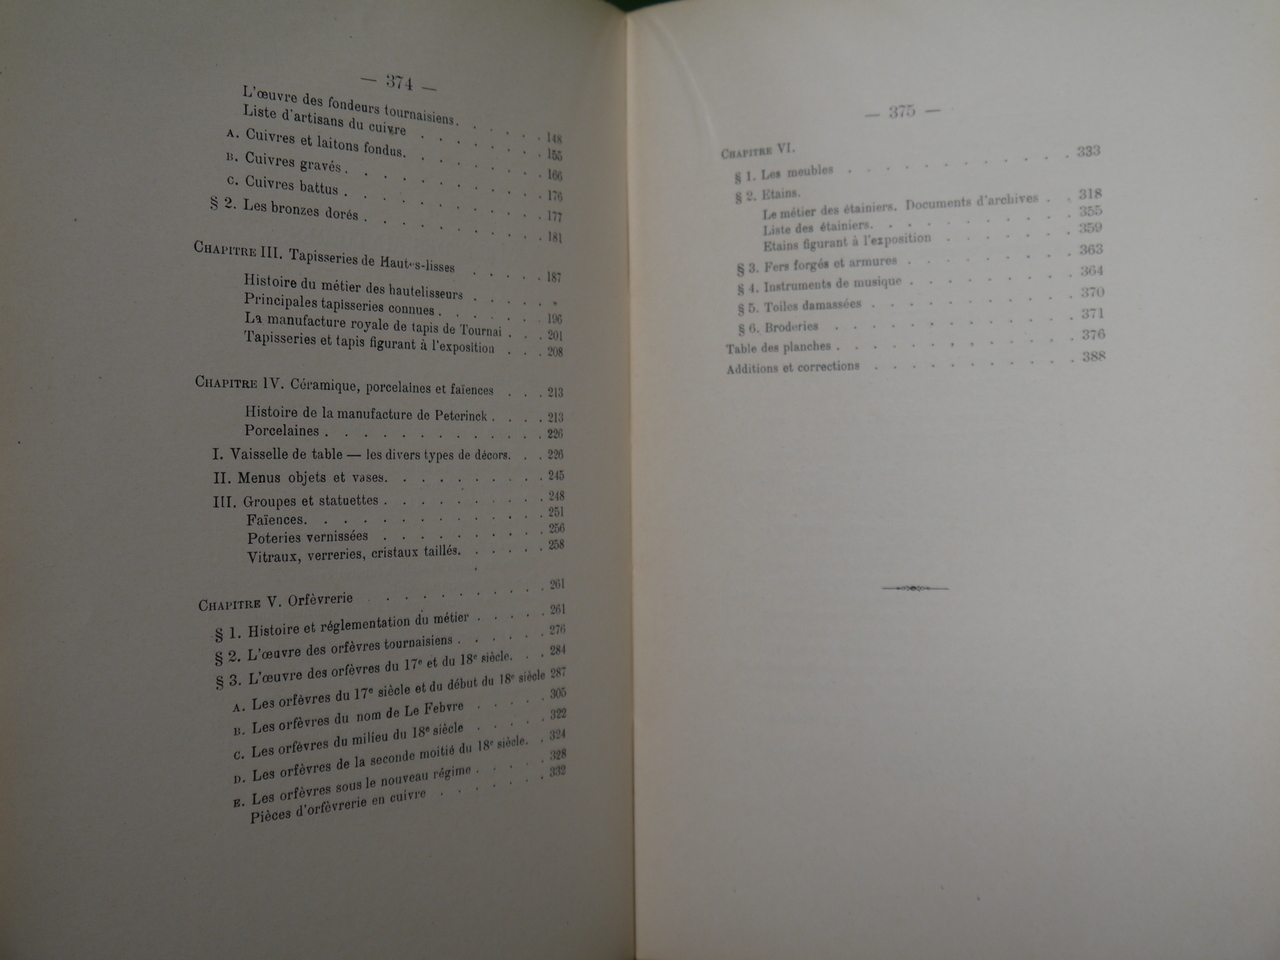 — 374 —
L'œuvre des fondeurs tournaisiens. . . . . . 148
Liste d'artisans du cuivre . . . . . . . 155
A. Cuivres et laitons fondus. . . . . . . . 166
B. Cuivres gravés. . . . . . . . . . 176
C. Cuivres battus . . . . . . . . . . 177
§ 2. Les bronzes dorés . . . . . . . . . 181
CHAPITRE III. Tapisseries de Hautes-lisses . . . . . 187
Histoire du métier des hautelisseurs . . . . . »
Principales tapisseries connues . . . . . . 196
La manufacture royale de tapis de Tournai . . . 201
Tapisseries et tapis figurant à l'exposition . . . 208
CHAPITRE IV. Céramique, porcelaines et faïences . . . 213
Histoire de la manufacture de Peterinck . . . . 213
Porcelaines . . . . . . . . . . . . 226
I. Vaisselle de table — les divers types de décors. . . 226
II. Menus objets et vases. . . . . . . . . 245
III. Groupes et statuettes . . . . . . . . . 248
Faïences. . . . . . . . . . . . . 251
Poteries vernissées . . . . . . . . . 256
Vitraux, verreries, cristaux taillés. . . . . . 258
CHAPITRE V. Orfèvrerie . . . . . . . . . . 261
§ 1. Histoire et réglementation du métier . . . . 261
§ 2. L'œuvre des orfèvres tournaisiens . . . . . 276
§ 3. L'œuvre des orfèvres du 17e et du 18e siècle. . . 284
A. Les orfèvres du 17e siècle et du début du 18e siècle 287
B. Les orfèvres du nom de Le Febvre . . . . . 305
C. Les orfèvres du milieu du 18e siècle . . . . 322
D. Les orfèvres de la seconde moitié du 18e siècle. . 324
E. Les orfèvres sous le nouveau régime . . . . 328
Pièces d'orfèvrerie en cuivre . . . . . . 332
— 375 —
CHAPITRE VI.
§ 1. Les meubles . . . . . . . . . . 333
§ 2. Etains.
Le métier des étainiers. Documents d'archives . . 318
Liste des étainiers. . . . . . . . . 355
Etains figurant à l'exposition . . . . . . 359
§ 3. Fers forgés et armures . . . . . . . . 363
§ 4. Instruments de musique . . . . . . . . 364
§ 5. Toiles damassées . . . . . . . . . 370
§ 6. Broderies . . . . . . . . . . . 371
Table des planches . . . . . . . . . . . 376
Additions et corrections . . . . . . . . . 388